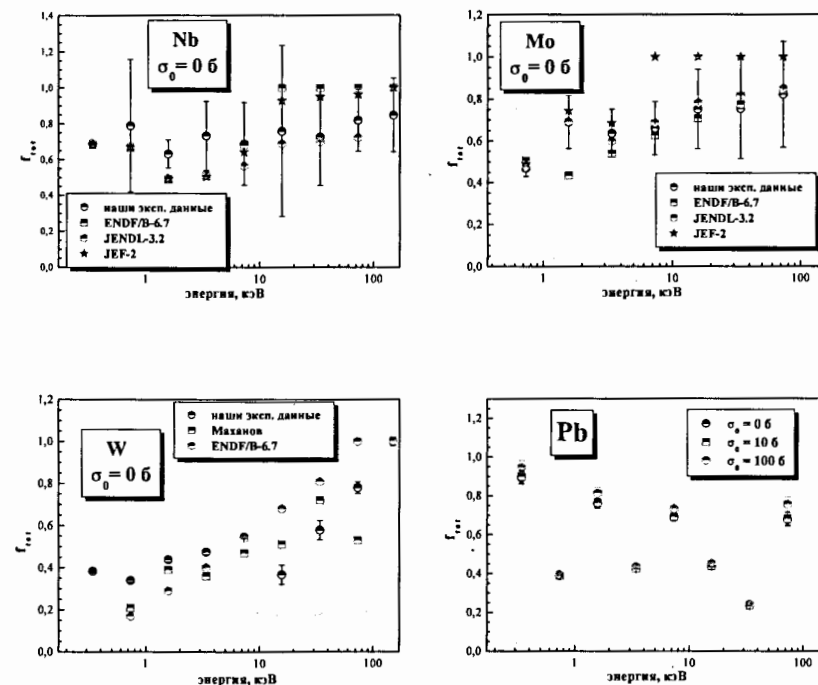 Nb
σ₀ = 0 б
наши эксп. данные
ENDF/B-6.7
JENDL-3.2
JEF-2
f_tot
1,4
1,2
1,0
0,8
0,6
0,4
0,2
0,0
1
10
100
энергия, кэВ
Mo
σ₀ = 0 б
наши эксп. данные
ENDF/B-6.7
JENDL-3.2
JEF-2
f_tot
1,2
1,0
0,8
0,6
0,4
0,2
0,0
1
10
100
энергия, кэВ
W
σ₀ = 0 б
наши эксп. данные
Маханов
ENDF/B-6.7
f_tot
1,2
1,0
0,8
0,6
0,4
0,2
0,0
1
10
100
энергия, кэВ
Pb
σ₀ = 0 б
σ₀ = 10 б
σ₀ = 100 б
f_tot
1,2
1,0
0,8
0,6
0,4
0,2
0,0
1
10
100
энергия, кэВ